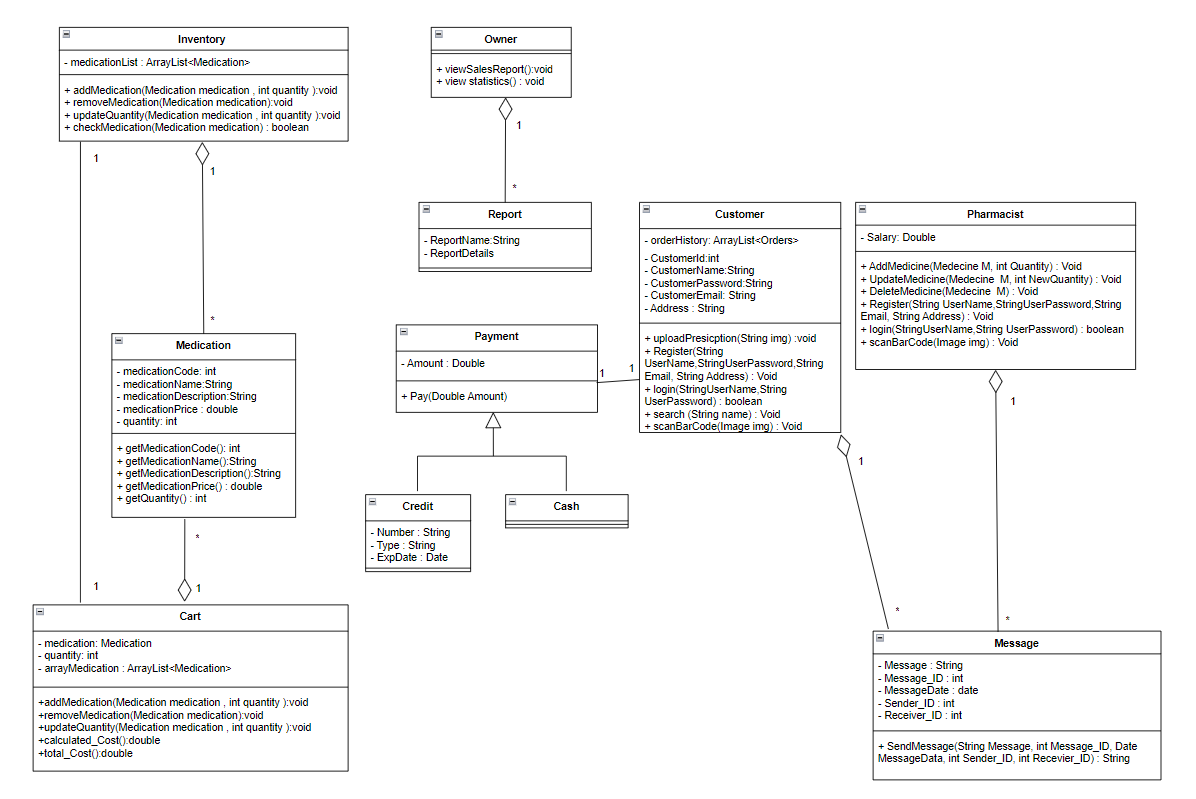 Inventory
- medicationList : ArrayList<Medication>
+ addMedication(Medication medication , int quantity ):void
+ removeMedication(Medication medication):void
+ updateQuantity(Medication medication , int quantity ):void
+ checkMedication(Medication medication) : boolean
1
1
*
Owner
+ viewSalesReport():void
+ view statistics() : void
1
*
Report
- ReportName:String
- ReportDetails
Customer
- orderHistory: ArrayList<Orders>
- CustomerId:int
- CustomerName:String
- CustomerPassword:String
- CustomerEmail: String
- Address : String
+ uploadPresicption(String img) :void
+ Register(String
UserName,StringUserPassword,String
Email, String Address) : Void
+ login(StringUserName,String
UserPassword) : boolean
+ search (String name) : Void
+ scanBarCode(Image img) : Void
Pharmacist
- Salary: Double
+ AddMedicine(Medecine M, int Quantity) : Void
+ UpdateMedicine(Medecine  M, int NewQuantity) : Void
+ DeleteMedicine(Medecine  M) : Void
+ Register(String UserName,StringUserPassword,String
Email, String Address) : Void
+ login(StringUserName,String UserPassword) : boolean
+ scanBarCode(Image img) : Void
Medication
- medicationCode: int
- medicationName:String
- medicationDescription:String
- medicationPrice : double
- quantity: int
+ getMedicationCode(): int
+ getMedicationName():String
+ getMedicationDescription():String
+ getMedicationPrice() : double
+ getQuantity() : int
Payment
- Amount : Double
+ Pay(Double Amount)
1
1
Credit
- Number : String
- Type : String
- ExpDate : Date
Cash
1
1
*
*
*
1
1
Cart
- medication: Medication
- quantity: int
- arrayMedication : ArrayList<Medication>
+addMedication(Medication medication , int quantity ):void
+removeMedication(Medication medication):void
+updateQuantity(Medication medication , int quantity ):void
+calculated_Cost():double
+total_Cost():double
Message
- Message : String
- Message_ID : int
- MessageDate : date
- Sender_ID : int
- Receiver_ID : int
+ SendMessage(String Message, int Message_ID, Date
MessageData, int Sender_ID, int Recevier_ID) : String